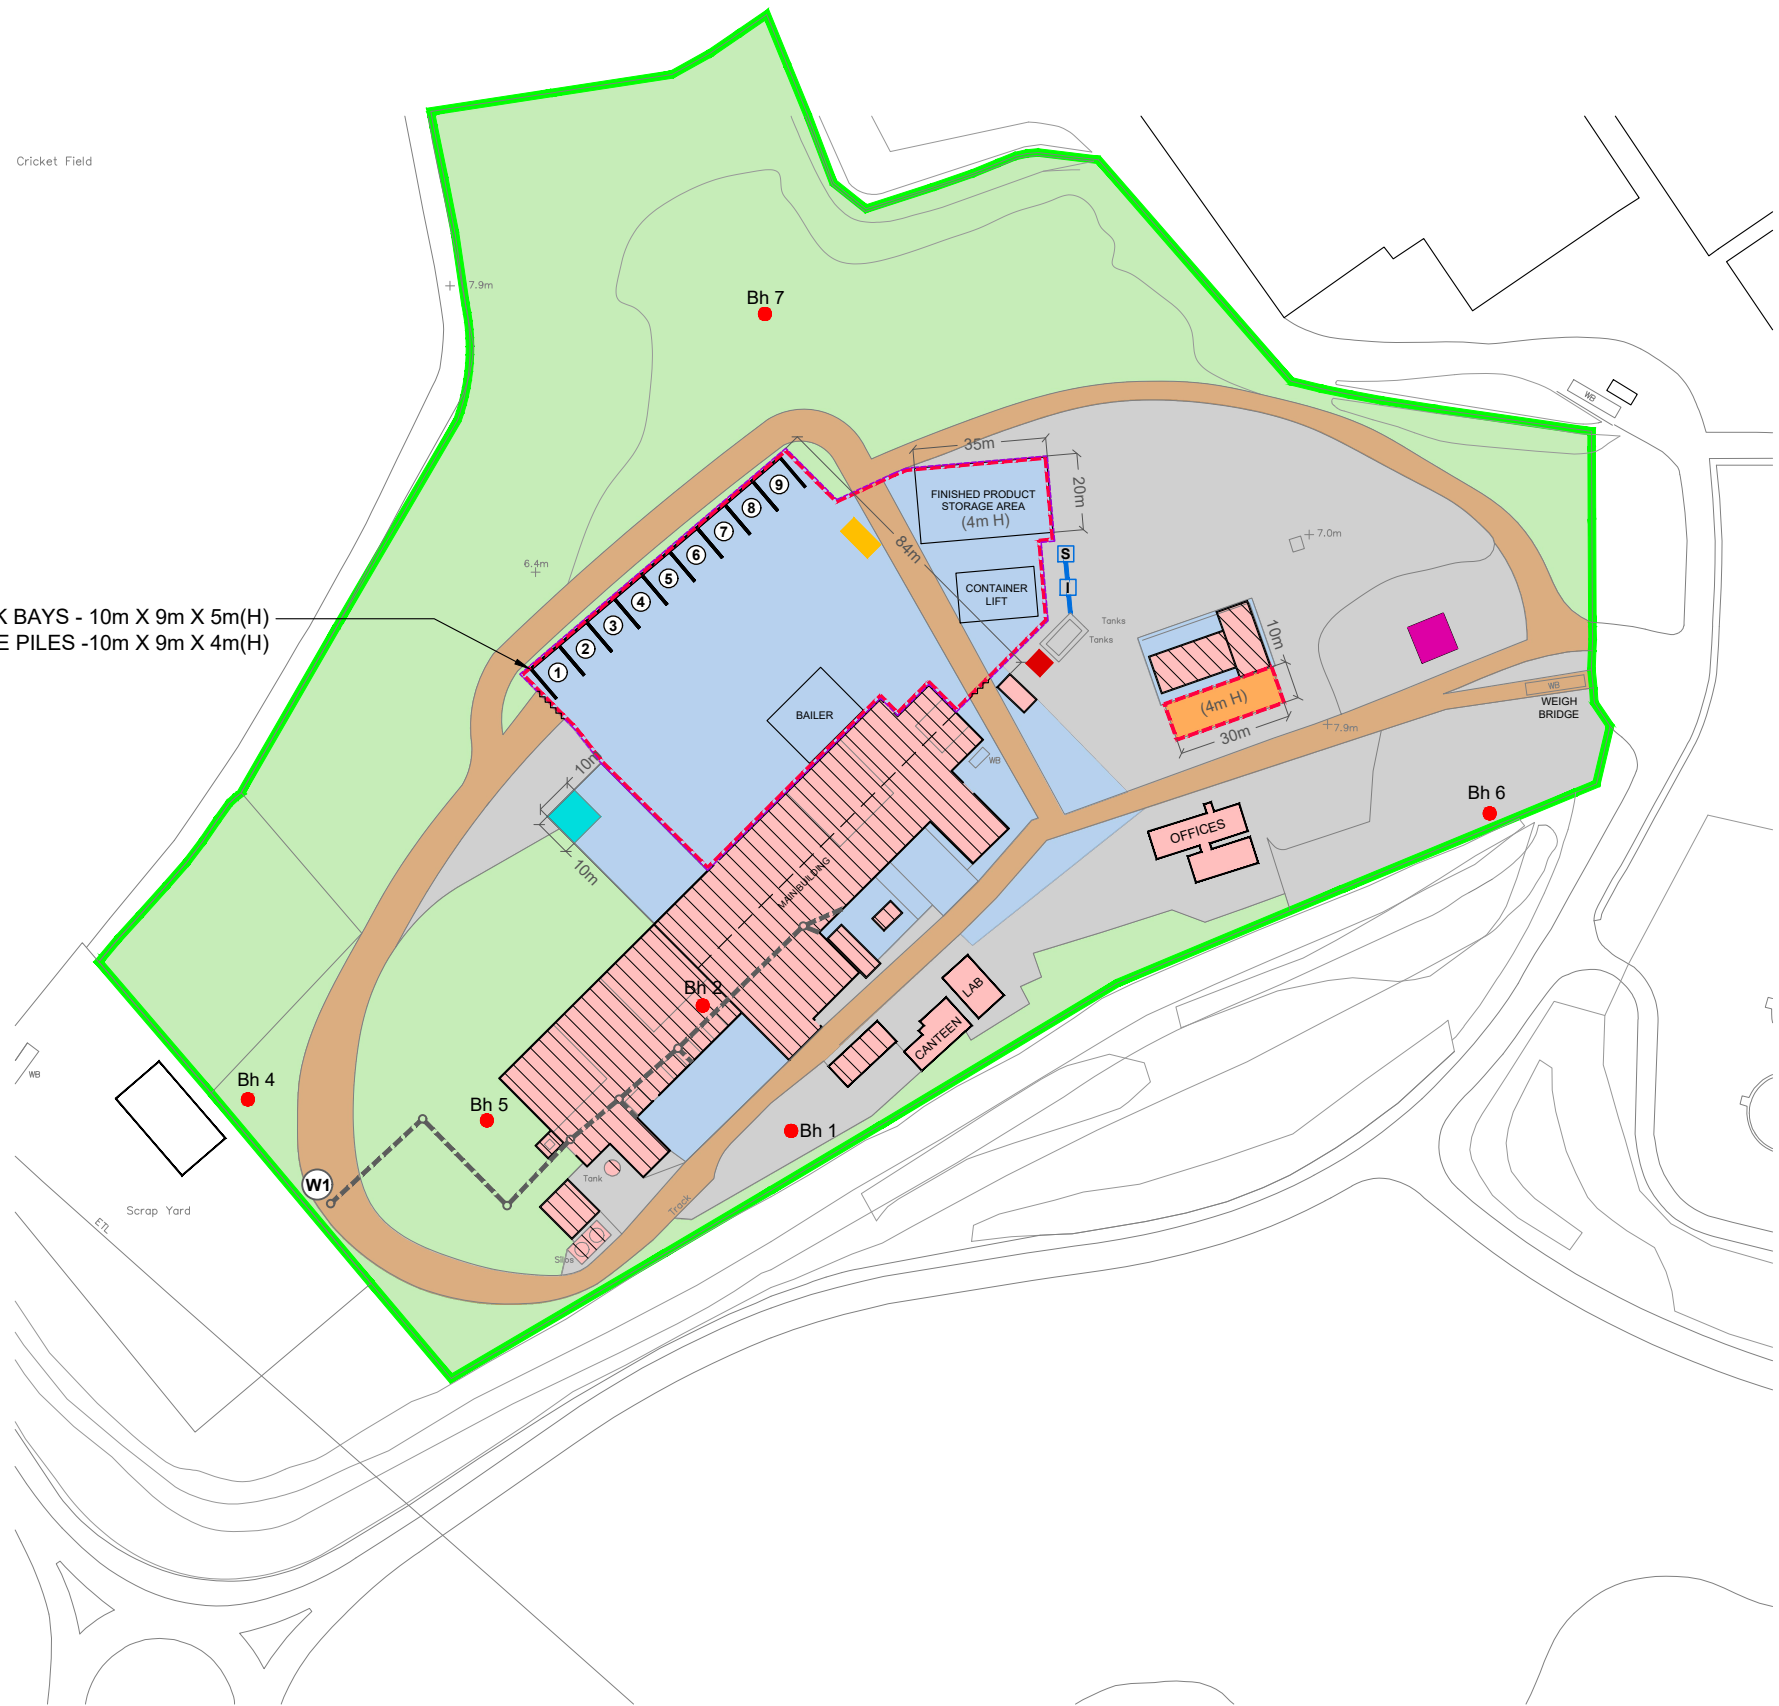 Cricket Field
7.9m
Bh 7
WB
35m
FINISHED PRODUCT
STORAGE AREA
(4m H)
20m
84m
9
8
7
6
5
4
3
2
1
6.4m
7.0m
S
I
CONTAINER
LIFT
Tanks
Tanks
K BAYS - 10m X 9m X 5m(H)
E PILES -10m X 9m X 4m(H)
10m
(4m H)
30m
7.9m
WB
WEIGH
BRIDGE
BAILER
WB
10m
10m
Bh 6
OFFICES
MAIN BUILDING
Bh 2
LAB
CANTEEN
WB
Bh 4
Bh 5
Bh 1
W1
Tank
Track
Scrap Yard
ETL
Silos